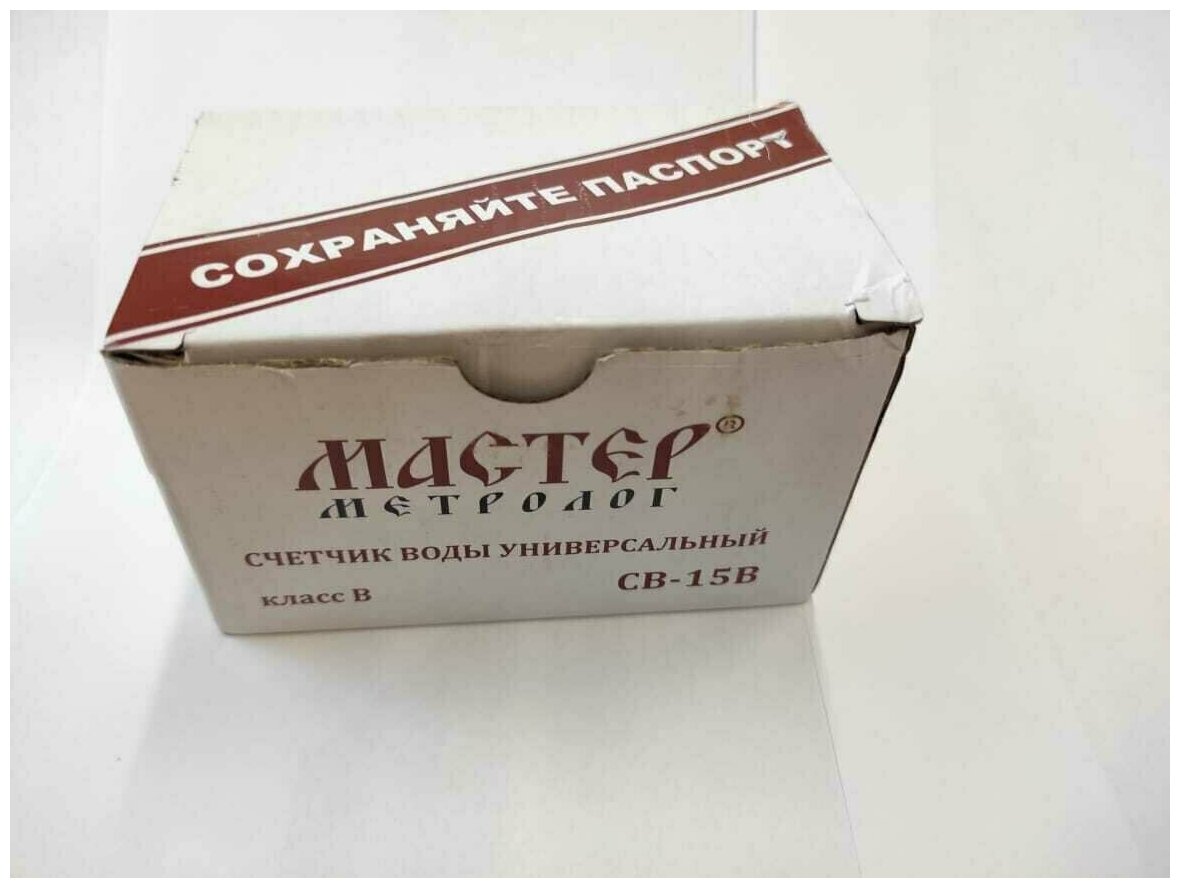 СОХРАНЯЙТЕ ПАСПОРТ
МАСТЕР®
МЕТРОЛОГ
СЧЕТЧИК ВОДЫ УНИВЕРСАЛЬНЫЙ
класс В
СВ-15В